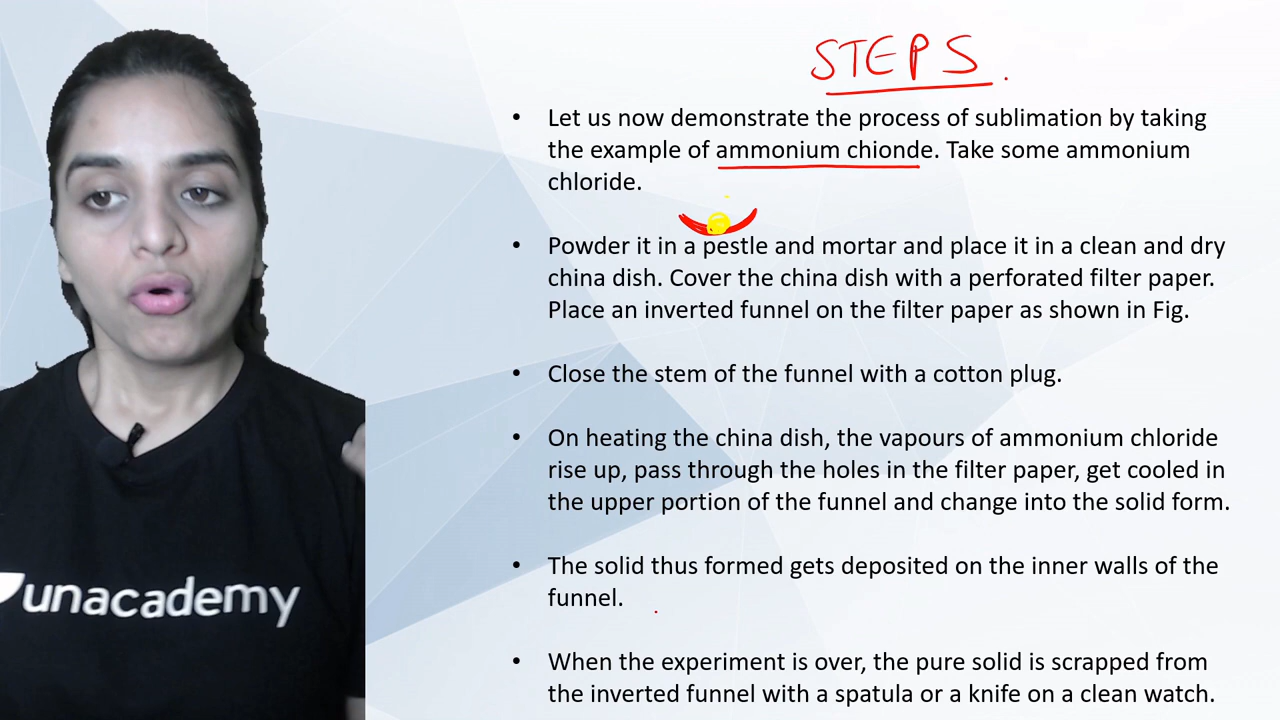 STEPS.
• Let us now demonstrate the process of sublimation by taking
the example of ammonium chionde. Take some ammonium
chloride.
• Powder it in a pestle and mortar and place it in a clean and dry
china dish. Cover the china dish with a perforated filter paper.
Place an inverted funnel on the filter paper as shown in Fig.
• Close the stem of the funnel with a cotton plug.
• On heating the china dish, the vapours of ammonium chloride
rise up, pass through the holes in the filter paper, get cooled in
the upper portion of the funnel and change into the solid form.
• The solid thus formed gets deposited on the inner walls of the
funnel.
• When the experiment is over, the pure solid is scrapped from
the inverted funnel with a spatula or a knife on a clean watch.
unacademy